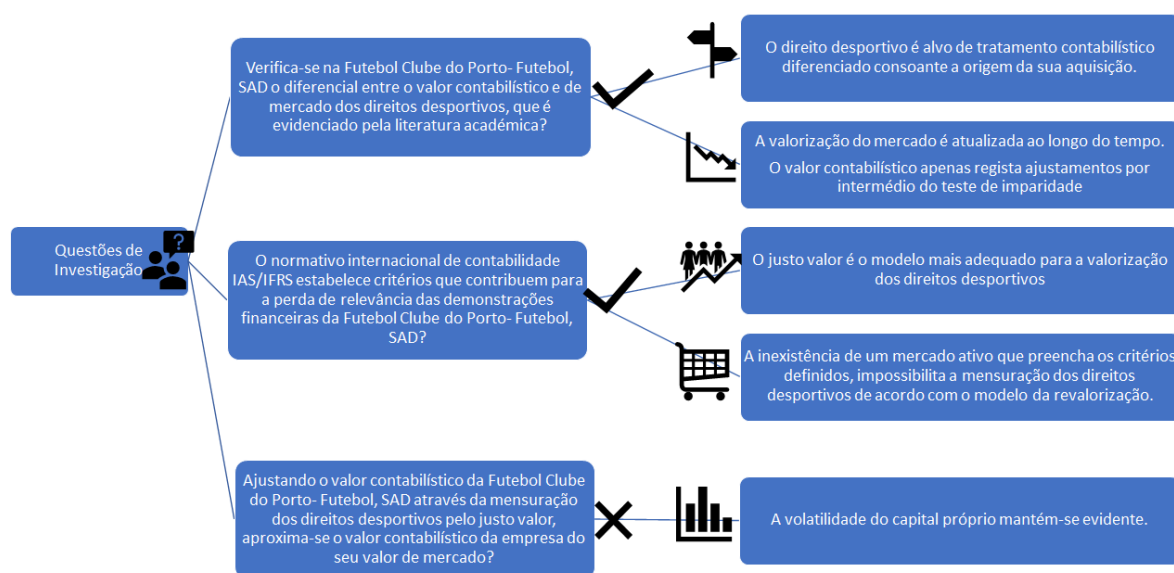 Questões de
Investigação
?
Verifica-se na Futebol Clube do Porto- Futebol,
SAD o diferencial entre o valor contabilístico e de
mercado dos direitos desportivos, que é
evidenciado pela literatura académica?
O direito desportivo é alvo de tratamento contabilístico
diferenciado consoante a origem da sua aquisição.
A valorização do mercado é atualizada ao longo do tempo.
O valor contabilístico apenas regista ajustamentos por
intermédio do teste de imparidade
O normativo internacional de contabilidade
IAS/IFRS estabelece critérios que contribuem para
a perda de relevância das demonstrações
financeiras da Futebol Clube do Porto- Futebol,
SAD?
O justo valor é o modelo mais adequado para a valorização
dos direitos desportivos
A inexistência de um mercado ativo que preencha os critérios
definidos, impossibilita a mensuração dos direitos
desportivos de acordo com o modelo da revalorização.
Ajustando o valor contabilístico da Futebol Clube
do Porto- Futebol, SAD através da mensuração
dos direitos desportivos pelo justo valor,
aproxima-se o valor contabilístico da empresa do
seu valor de mercado?
A volatilidade do capital próprio mantém-se evidente.